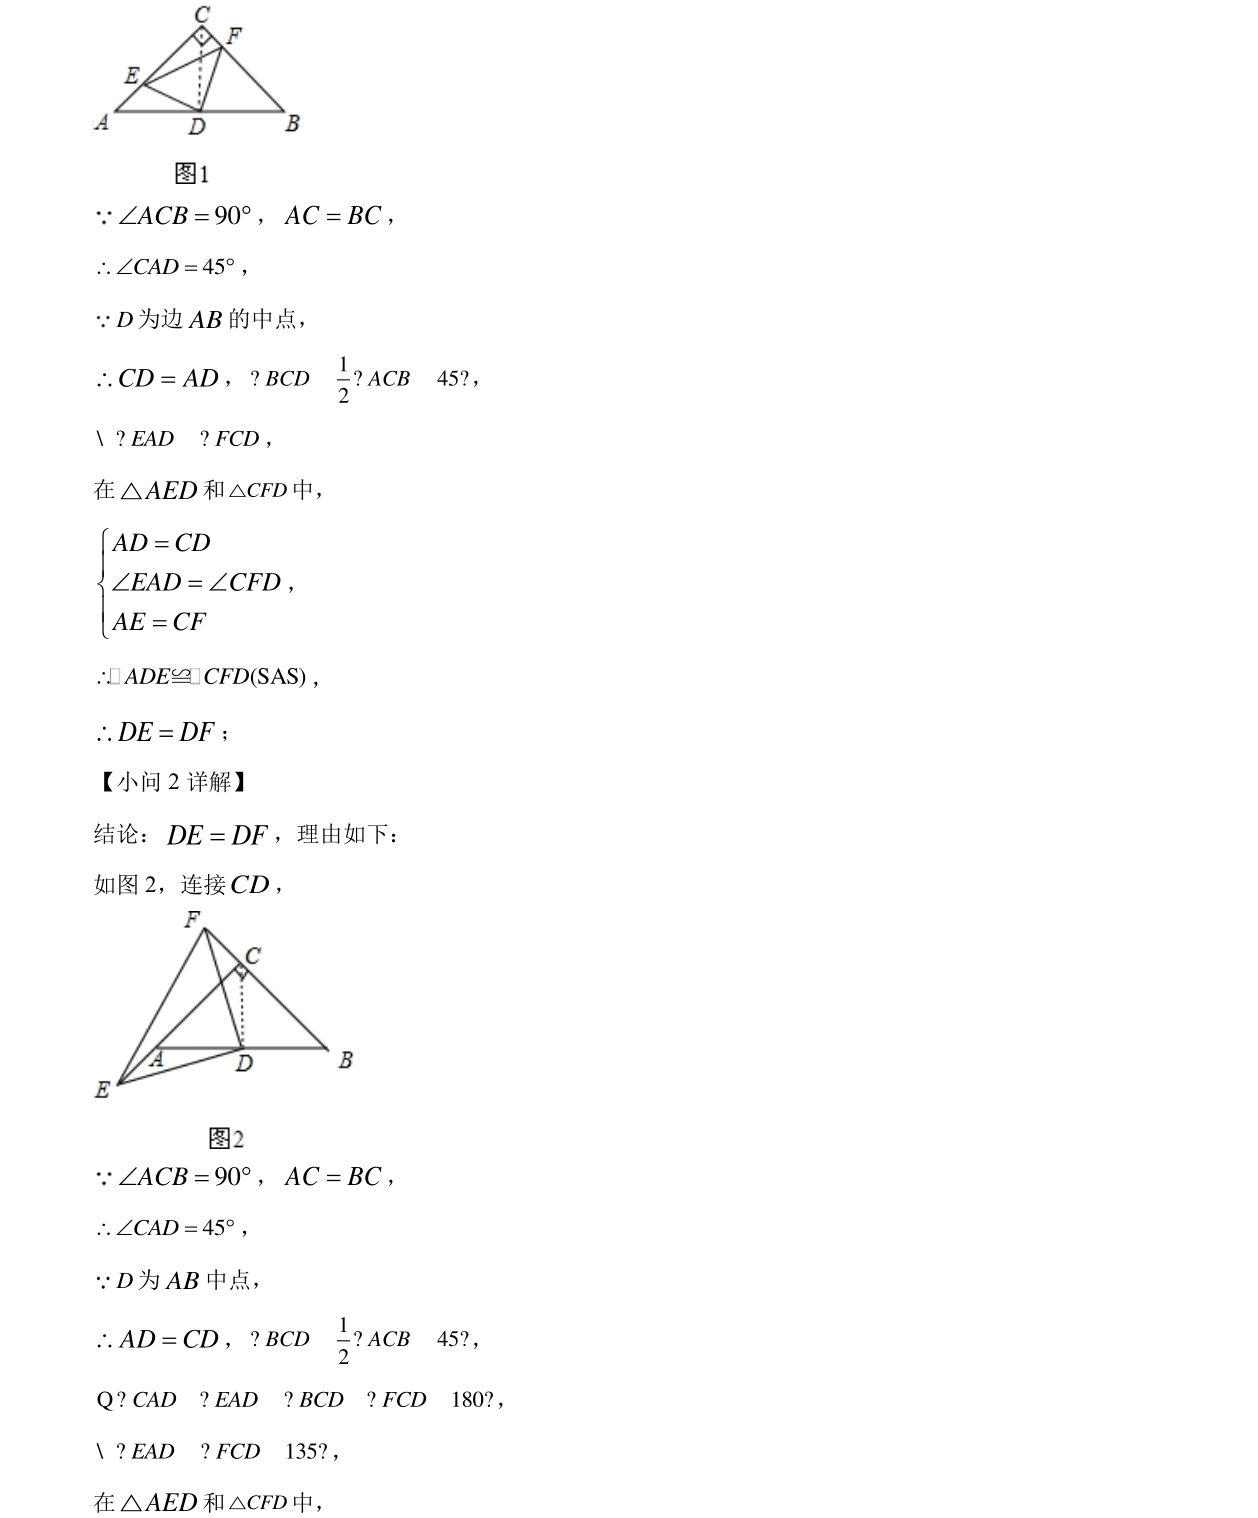 C
F
E
A
D
B
图1
∵∠ACB=90°，AC=BC，
∴∠CAD=45°，
∵D为边AB的中点，
∴CD=AD，?BCD 1/2?ACB 45?，
\ ?EAD ?FCD，
在△AED和△CFD中，
{AD=CD
∠EAD=∠CFD，
AE=CF
∴□ADE≌□CFD(SAS)，
∴DE=DF；
【小问2详解】
结论：DE=DF，理由如下：
如图2，连接CD，
F
C
A
D
B
E
图2
∵∠ACB=90°，AC=BC，
∴∠CAD=45°，
∵D为AB中点，
∴AD=CD，?BCD 1/2?ACB 45?，
Q?CAD ?EAD ?BCD ?FCD 180?，
\ ?EAD ?FCD 135?，
在△AED和△CFD中，